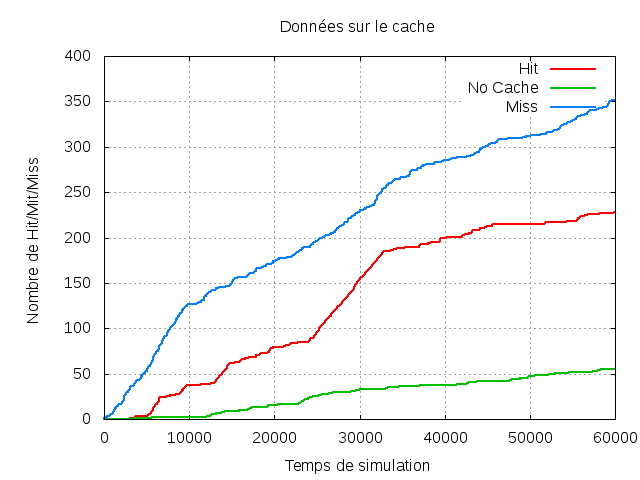 Données sur le cache
400
350
300
250
200
150
100
50
0
Nombre de Hit/Mit/Miss
Hit
No Cache
Miss
0 10000 20000 30000 40000 50000 60000
Temps de simulation